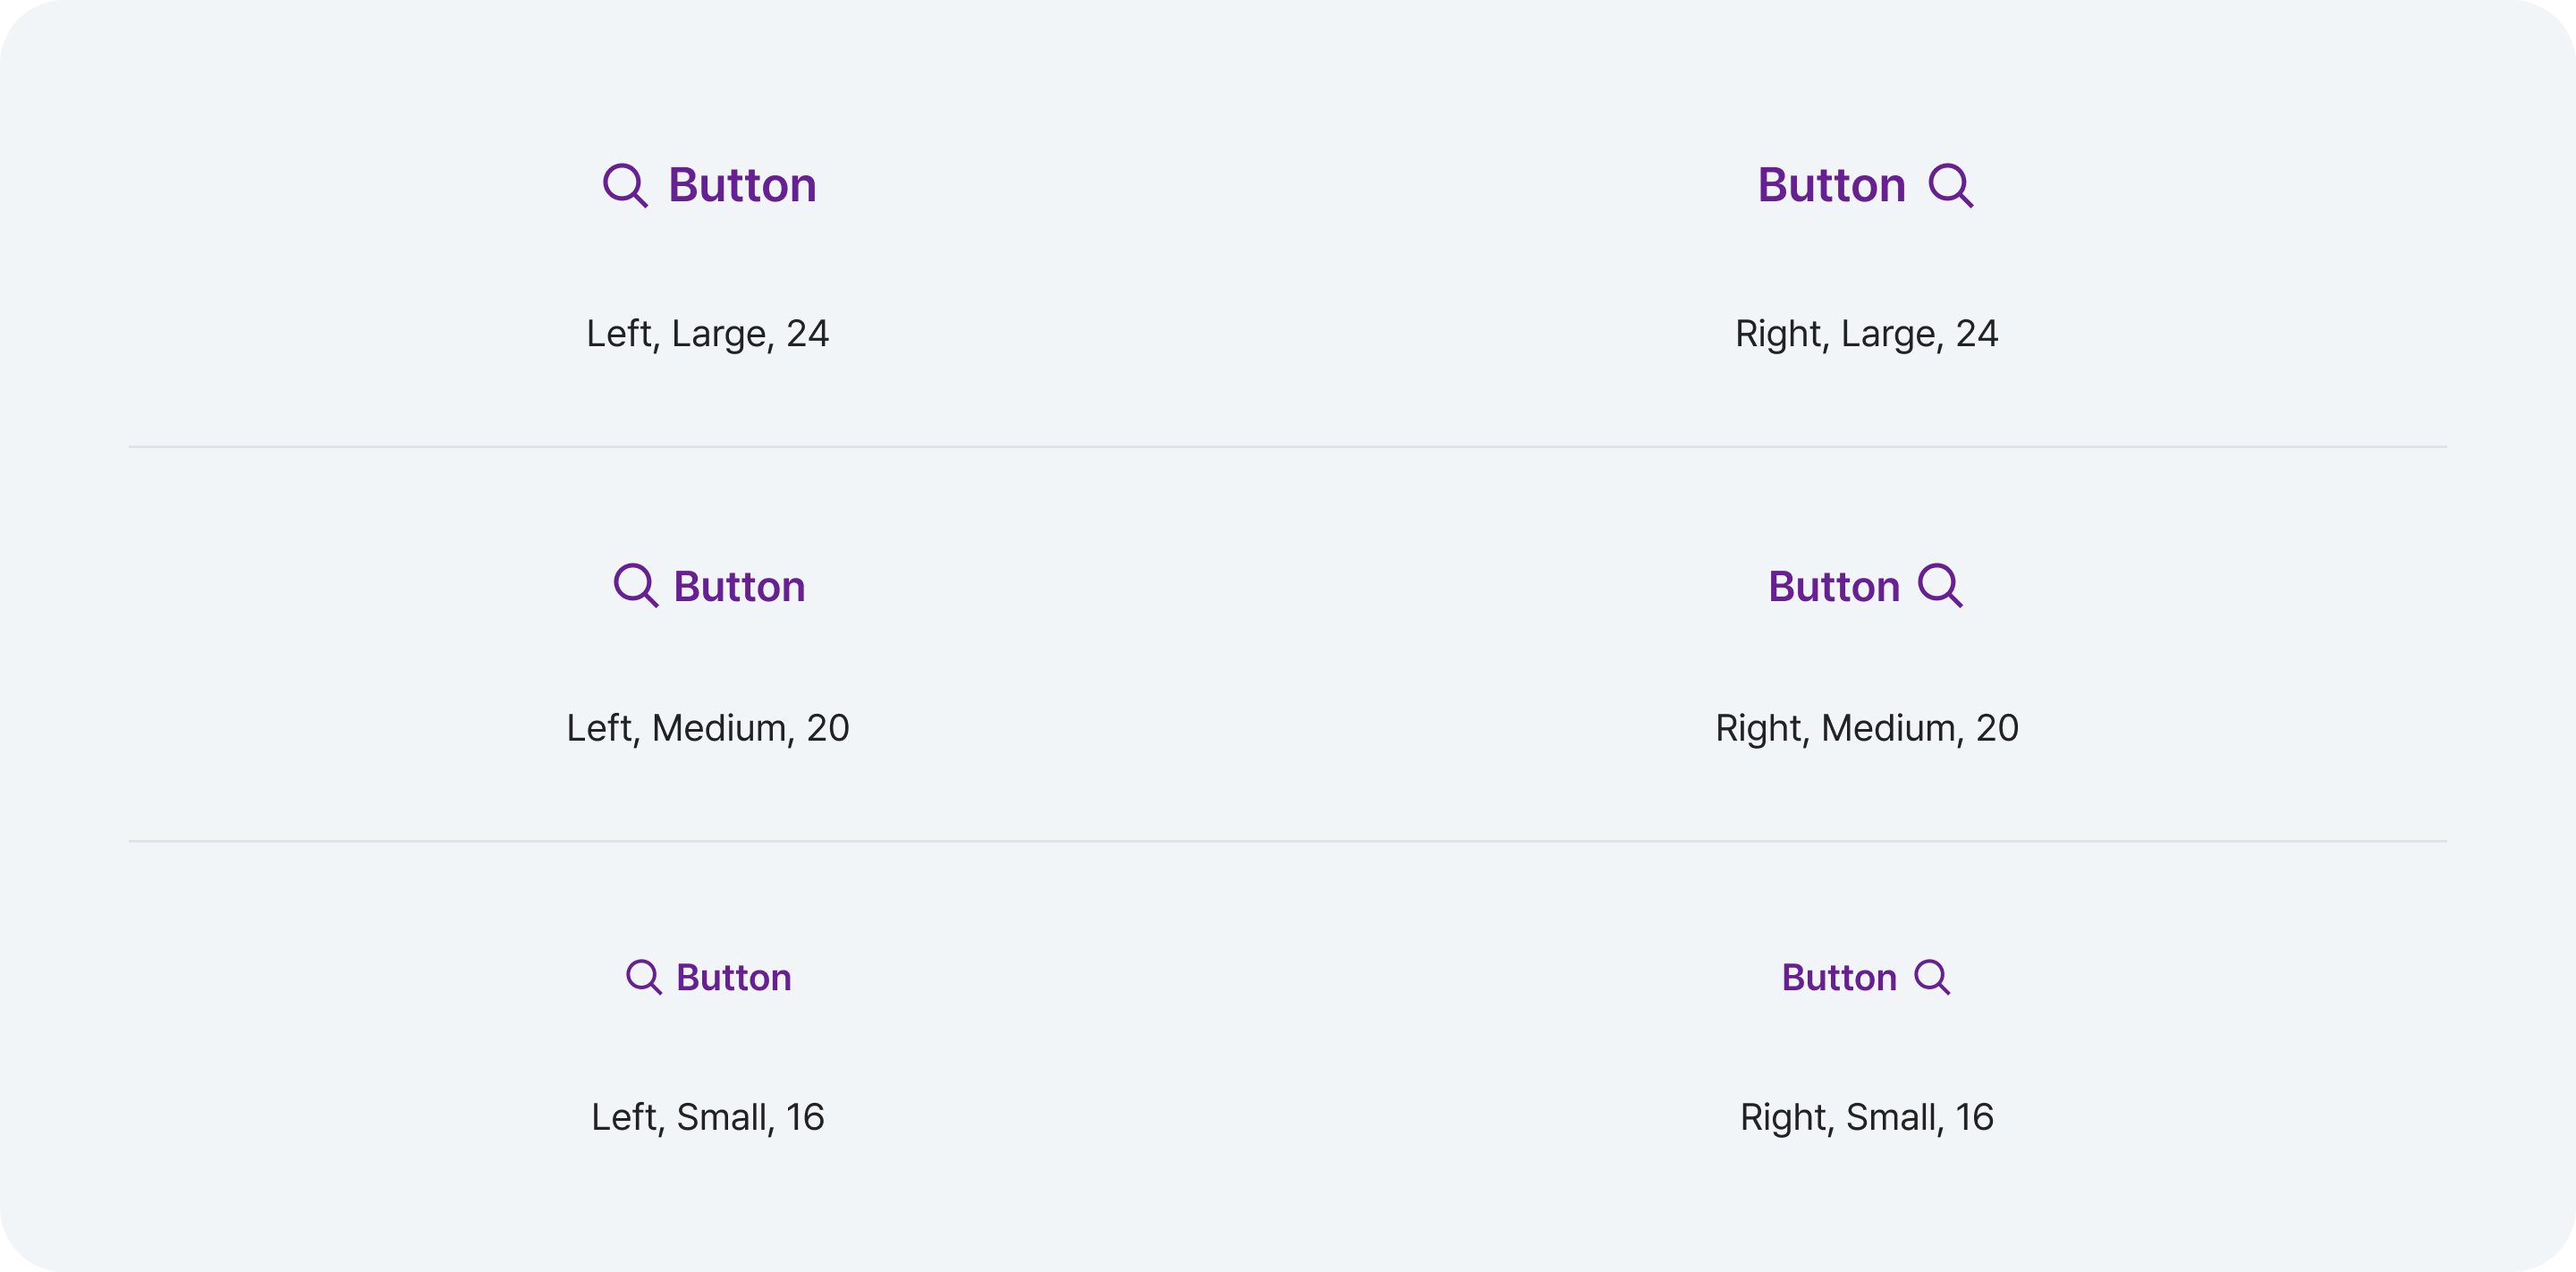 Button
Button
Left, Large, 24
Right, Large, 24
Button
Button
Left, Medium, 20
Right, Medium, 20
Button
Button
Left, Small, 16
Right, Small, 16